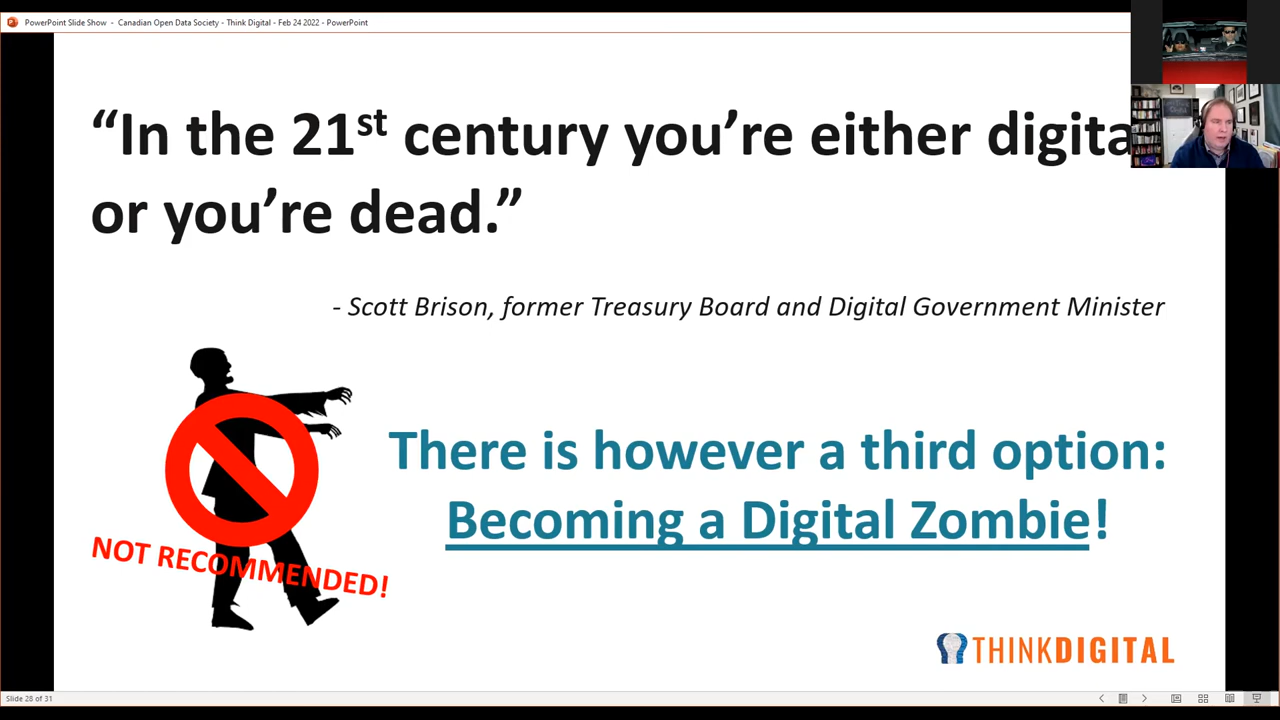 PowerPoint Slide Show - Canadian Open Data Society - Think Digital - Feb 24 2022 - PowerPoint
“In the 21st century you’re either digita
or you’re dead.”
- Scott Brison, former Treasury Board and Digital Government Minister
There is however a third option:
Becoming a Digital Zombie!
NOT RECOMMENDED!
THINKDIGITAL
Slide 28 of 31